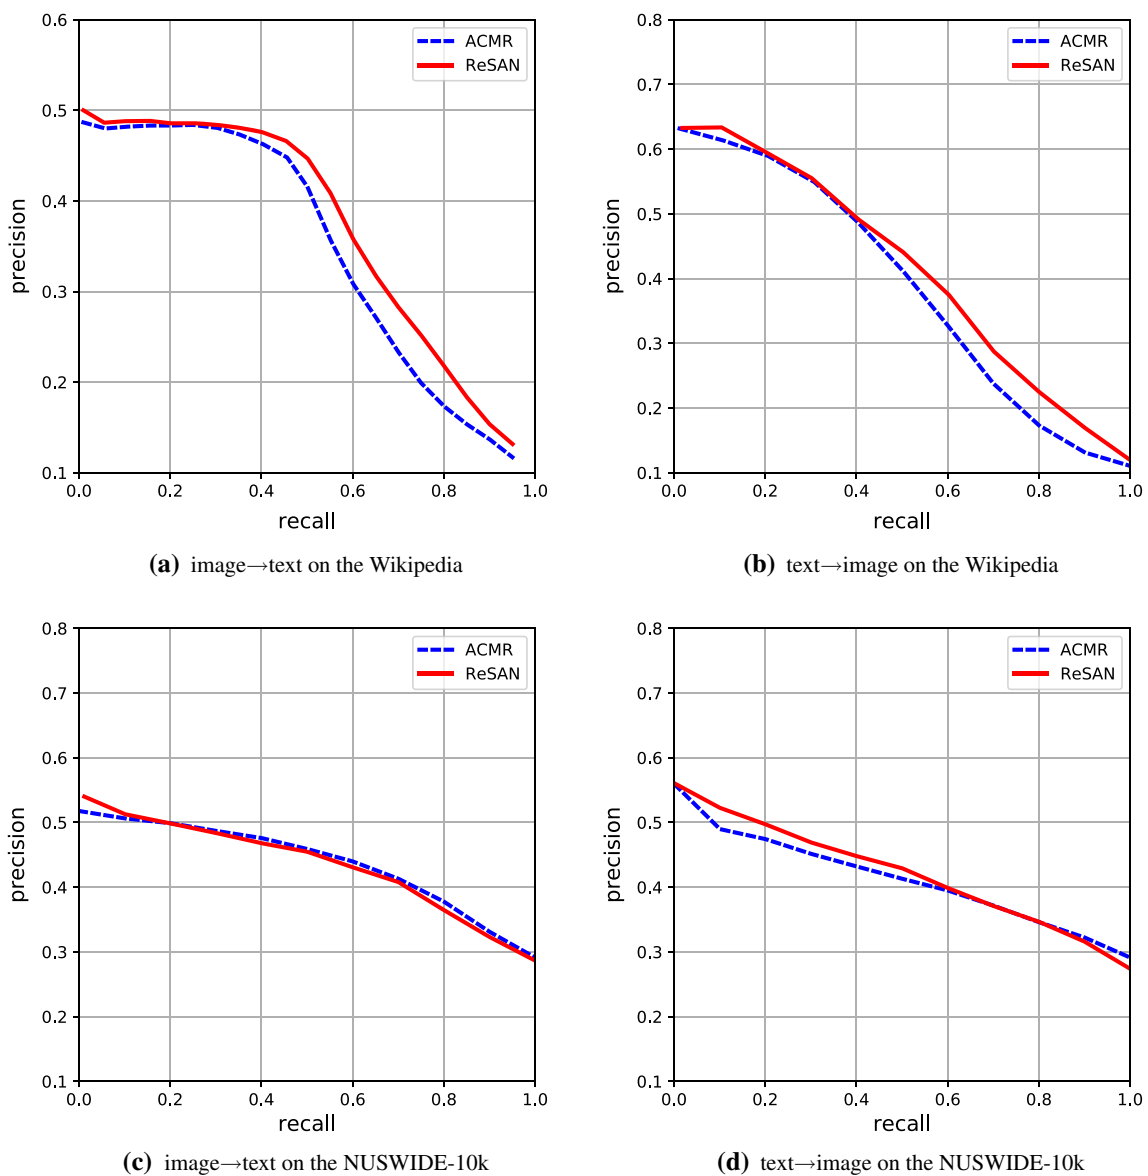 0.6
0.5
0.4
0.3
0.2
0.1
precision
0.0 0.2 0.4 0.6 0.8 1.0
recall
ACMR
ReSAN
(a) image→text on the Wikipedia
0.8
0.7
0.6
0.5
0.4
0.3
0.2
0.1
precision
0.0 0.2 0.4 0.6 0.8 1.0
recall
ACMR
ReSAN
(b) text→image on the Wikipedia
0.8
0.7
0.6
0.5
0.4
0.3
0.2
0.1
precision
0.0 0.2 0.4 0.6 0.8 1.0
recall
ACMR
ReSAN
(c) image→text on the NUSWIDE-10k
0.8
0.7
0.6
0.5
0.4
0.3
0.2
0.1
precision
0.0 0.2 0.4 0.6 0.8 1.0
recall
ACMR
ReSAN
(d) text→image on the NUSWIDE-10k